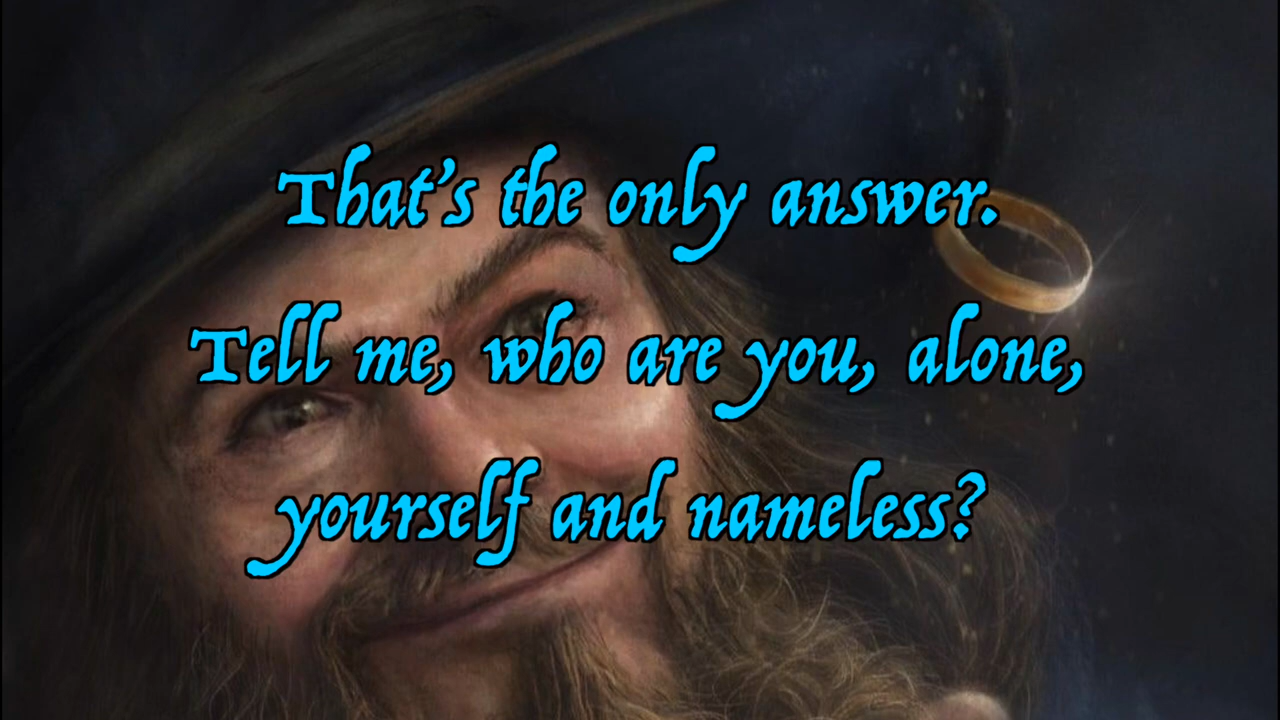 That's the only answer.
Tell me, who are you, alone,
yourself and nameless?